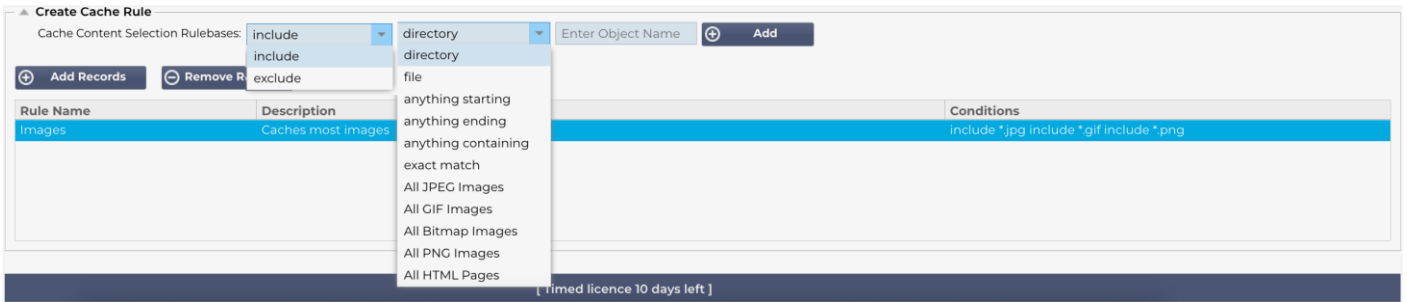 Create Cache Rule
Cache Content Selection Rulebases: include directory Enter Object Name Add
include directory
exclude file
Add Records Remove R
anything starting
anything ending
anything containing
exact match
All JPEG Images
All GIF Images
All Bitmap Images
All PNG Images
All HTML Pages
Rule Name Description Conditions
Images Caches most images include *.jpg include *.gif include *.png
[ Timed licence 10 days left ]